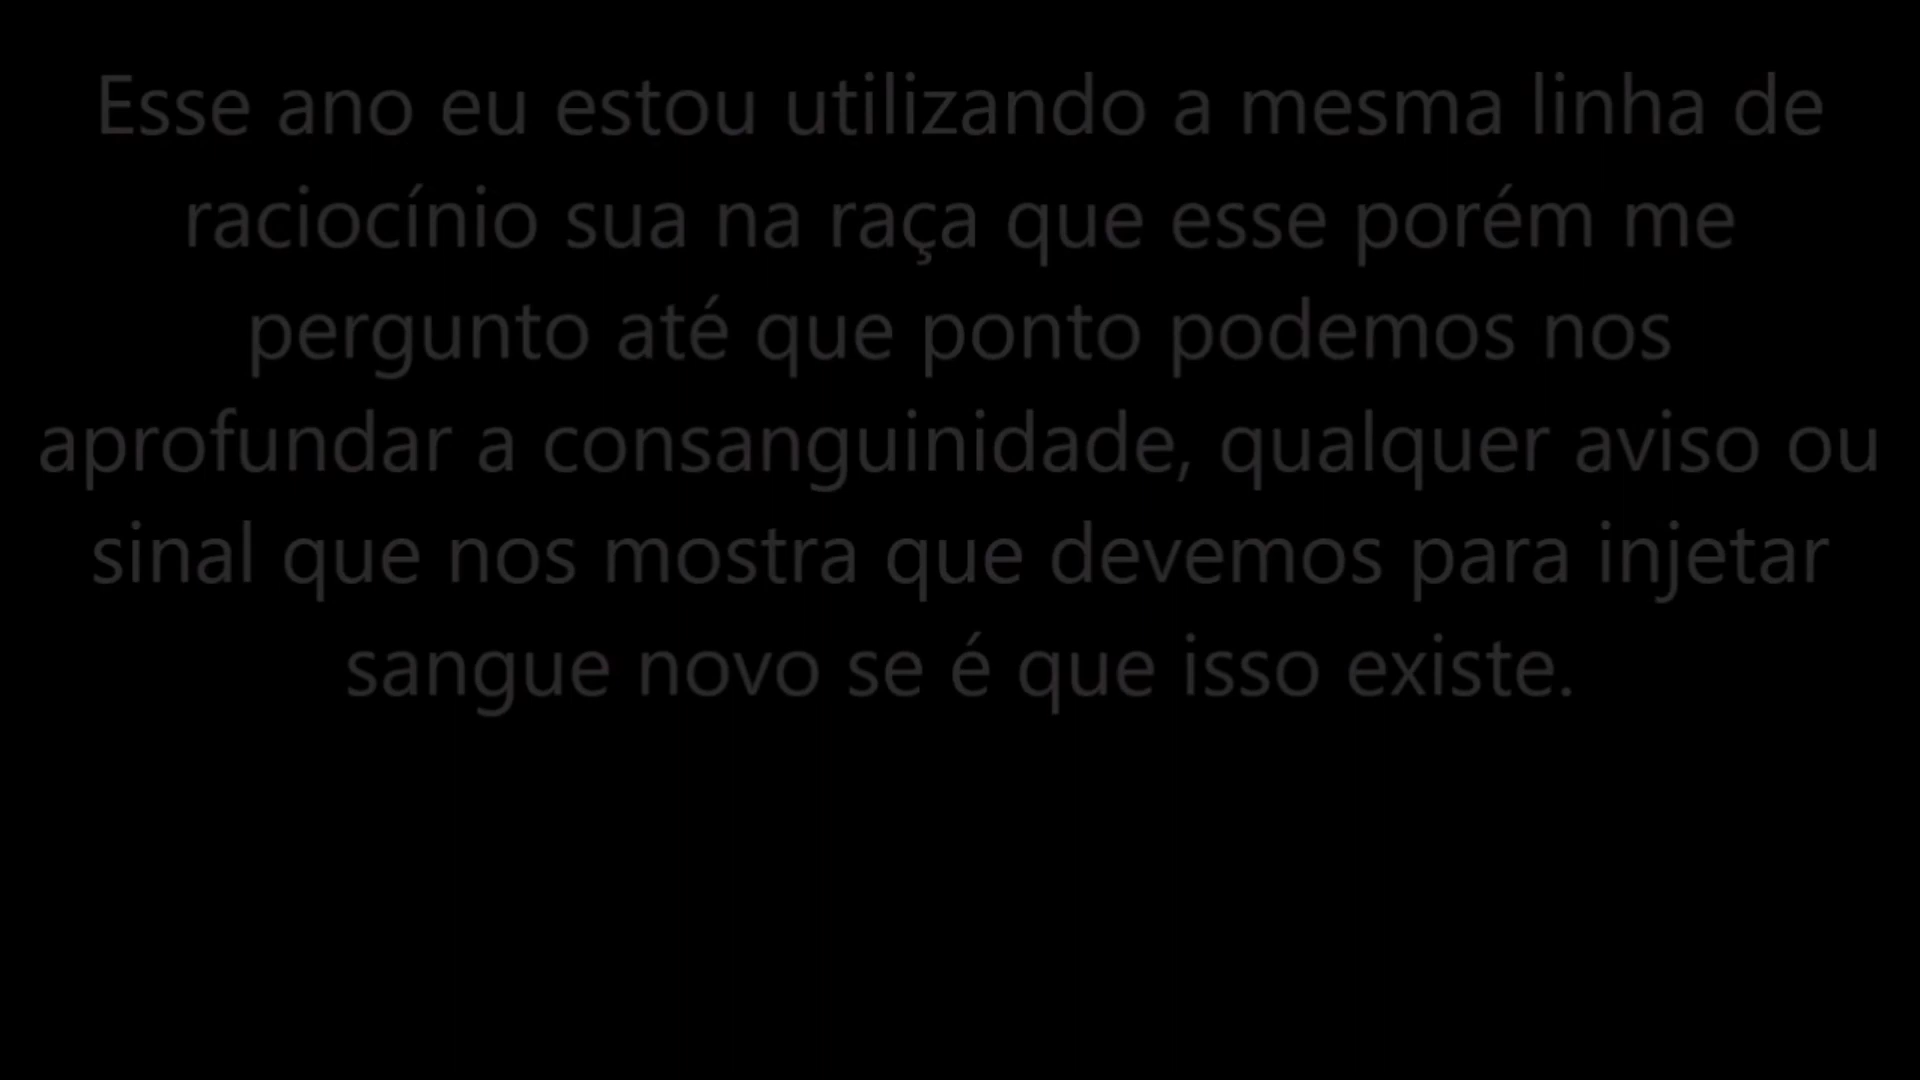 Esse ano eu estou utilizando a mesma linha de
raciocínio sua na raça que esse porém me
pergunto até que ponto podemos nos
aprofundar a consanguinidade, qualquer aviso ou
sinal que nos mostra que devemos para injetar
sangue novo se é que isso existe.